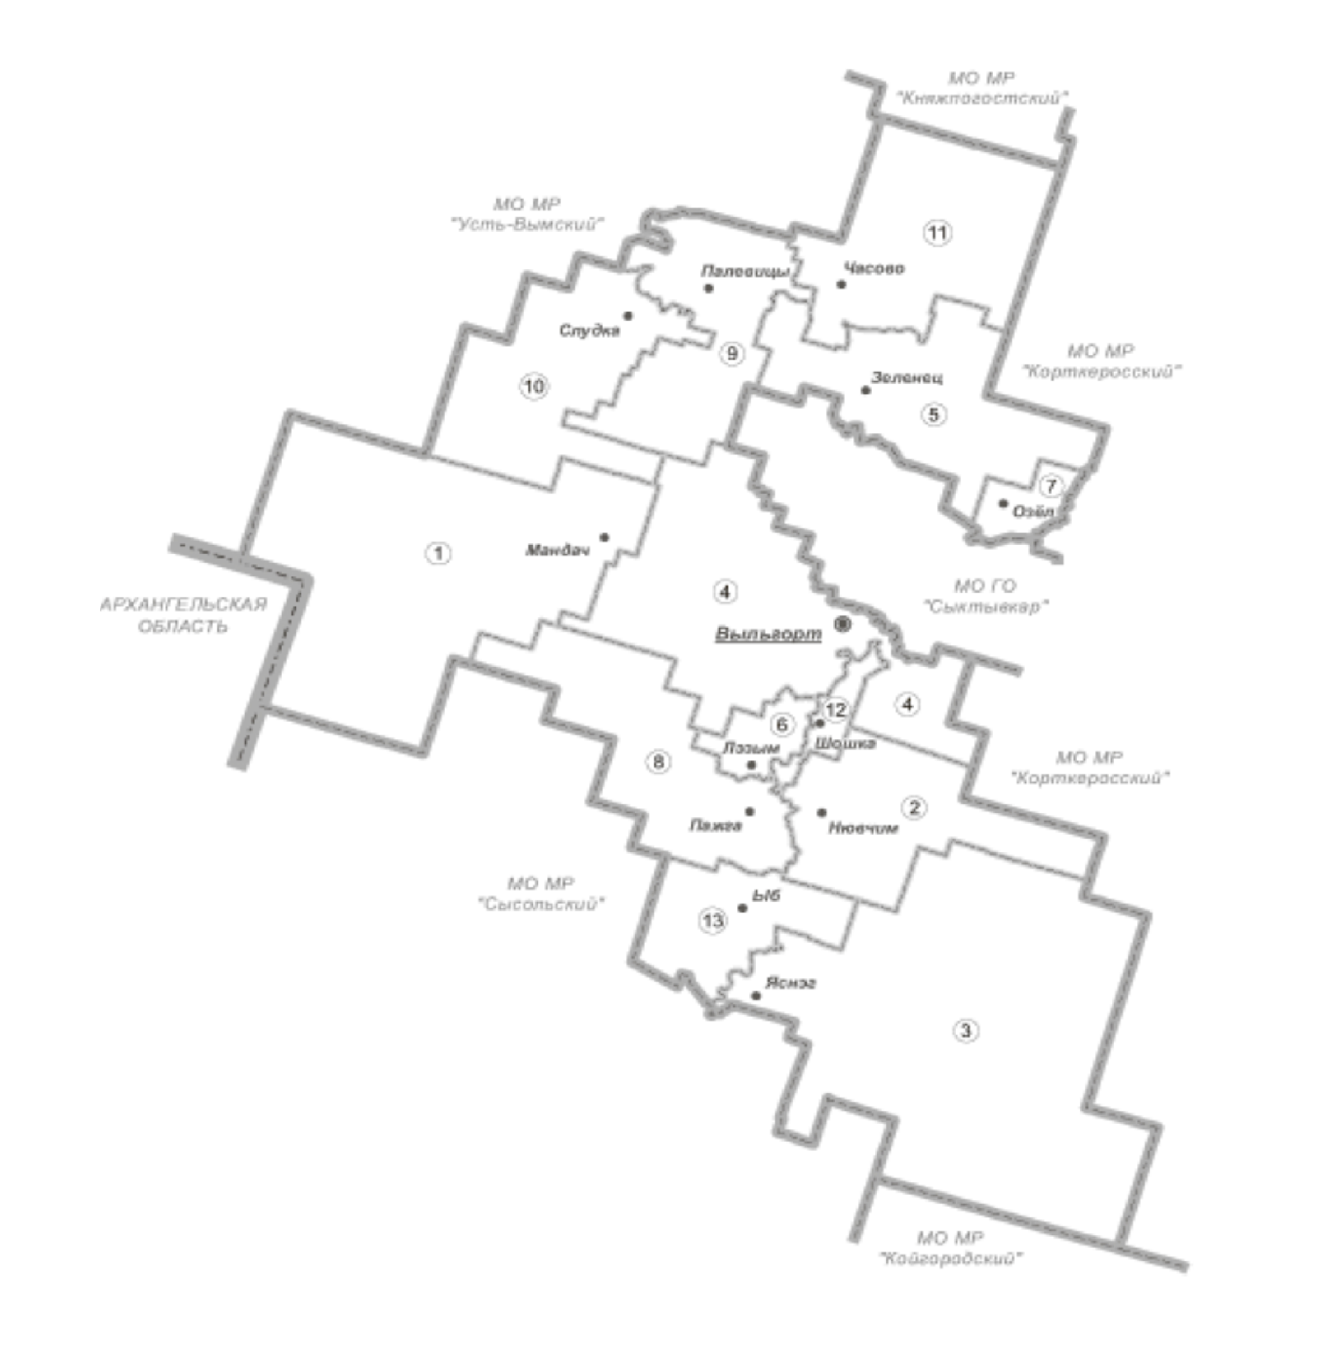 МО МР
"Княжпогостский"
МО МР
"Усть-Вымский"
11
Палевицы
Часово
Слудка
9
МО МР
"Корткеросский"
10
Зеленец
5
7
Озёл
1
Мандач
4
МО ГО
"Сыктывкар"
АРХАНГЕЛЬСКАЯ
ОБЛАСТЬ
Выльгорт
4
12
6
Шошка
Лэзым
8
МО МР
"Корткеросский"
2
Пажга
Нювчим
МО МР
"Сысольский"
Ыб
13
Яснэг
3
МО МР
"Койгородский"